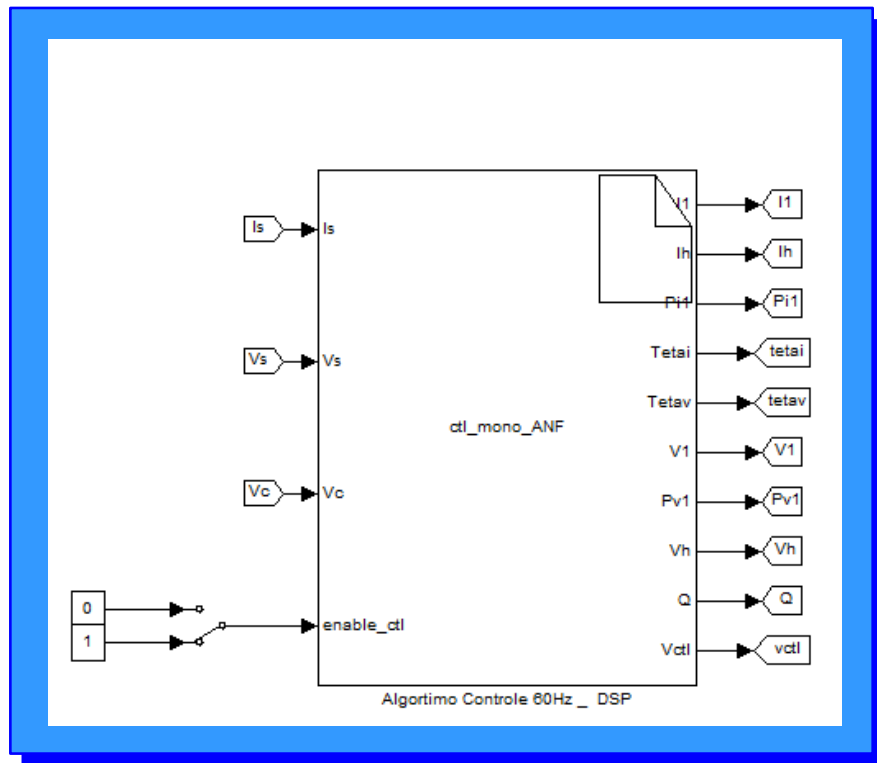 I1 I1
Is Is
Ih Ih
Pi1 Pi1
Tetai tetai
Vs Vs
Tetav tetav
ctl_mono_ANF
V1 V1
Vc Vc
Pv1 Pv1
Vh Vh
0
Q Q
enable_ctl
1
Vctl vctl
Algortimo Controle 60Hz _ DSP